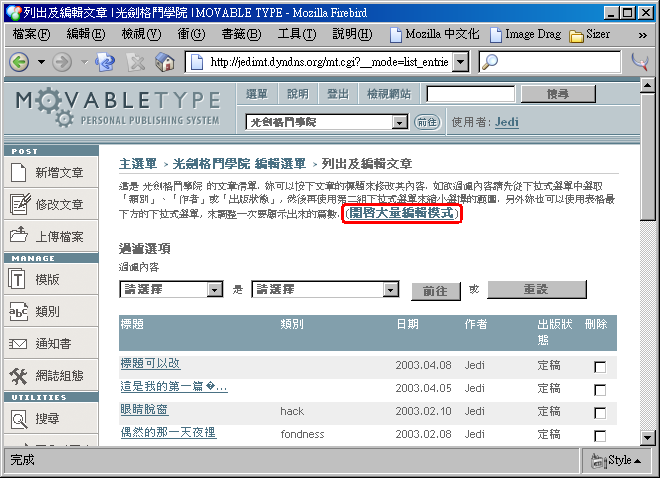 列出及編輯文章 | 光劍格鬥學院 | MOVABLE TYPE - Mozilla Firebird
檔案(F) 編輯(E) 檢視(V) 到(G) 書籤(B) 工具(T) 說明(H) Mozilla 中文化 Image Drag Sizer
http://jedimt.dyndns.org/mt.cgi?__mode=list_entrie
MOVABLETYPE
PERSONAL PUBLISHING SYSTEM
選單 說明 登出 檢視網站 搜尋
光劍格鬥學院 前往 使用者: Jedi
POST
新增文章
修改文章
上傳檔案
MANAGE
模版
類別
通知書
網誌組態
UTILITIES
搜尋
主選單 > 光劍格鬥學院 編輯選單 > 列出及編輯文章
這是 光劍格鬥學院 的文章清單. 妳可以按下文章的標題來修改其內容. 如欲過濾內容請先從下拉式選單中選取
「類別」、「作者」或「出版狀態」, 然後再使用第二組下拉式選單來縮小選擇的範圍. 另外妳也可以使用表格最
下方的下拉式選單, 來調整一次要顯示出來的篇數. (開啓大量編輯模式)
過濾選項
過濾內容
請選擇 是 請選擇 前往 或 重設
標題 類別 日期 作者 出版狀態 刪除
標題可以改 2003.04.08 Jedi 定稿
這是我的第一篇�... 2003.04.05 Jedi 定稿
眼睛脫窗 hack 2003.02.10 Jedi 定稿
偶然的那一天夜裡 fondness 2003.02.08 Jedi 定稿
完成 Style